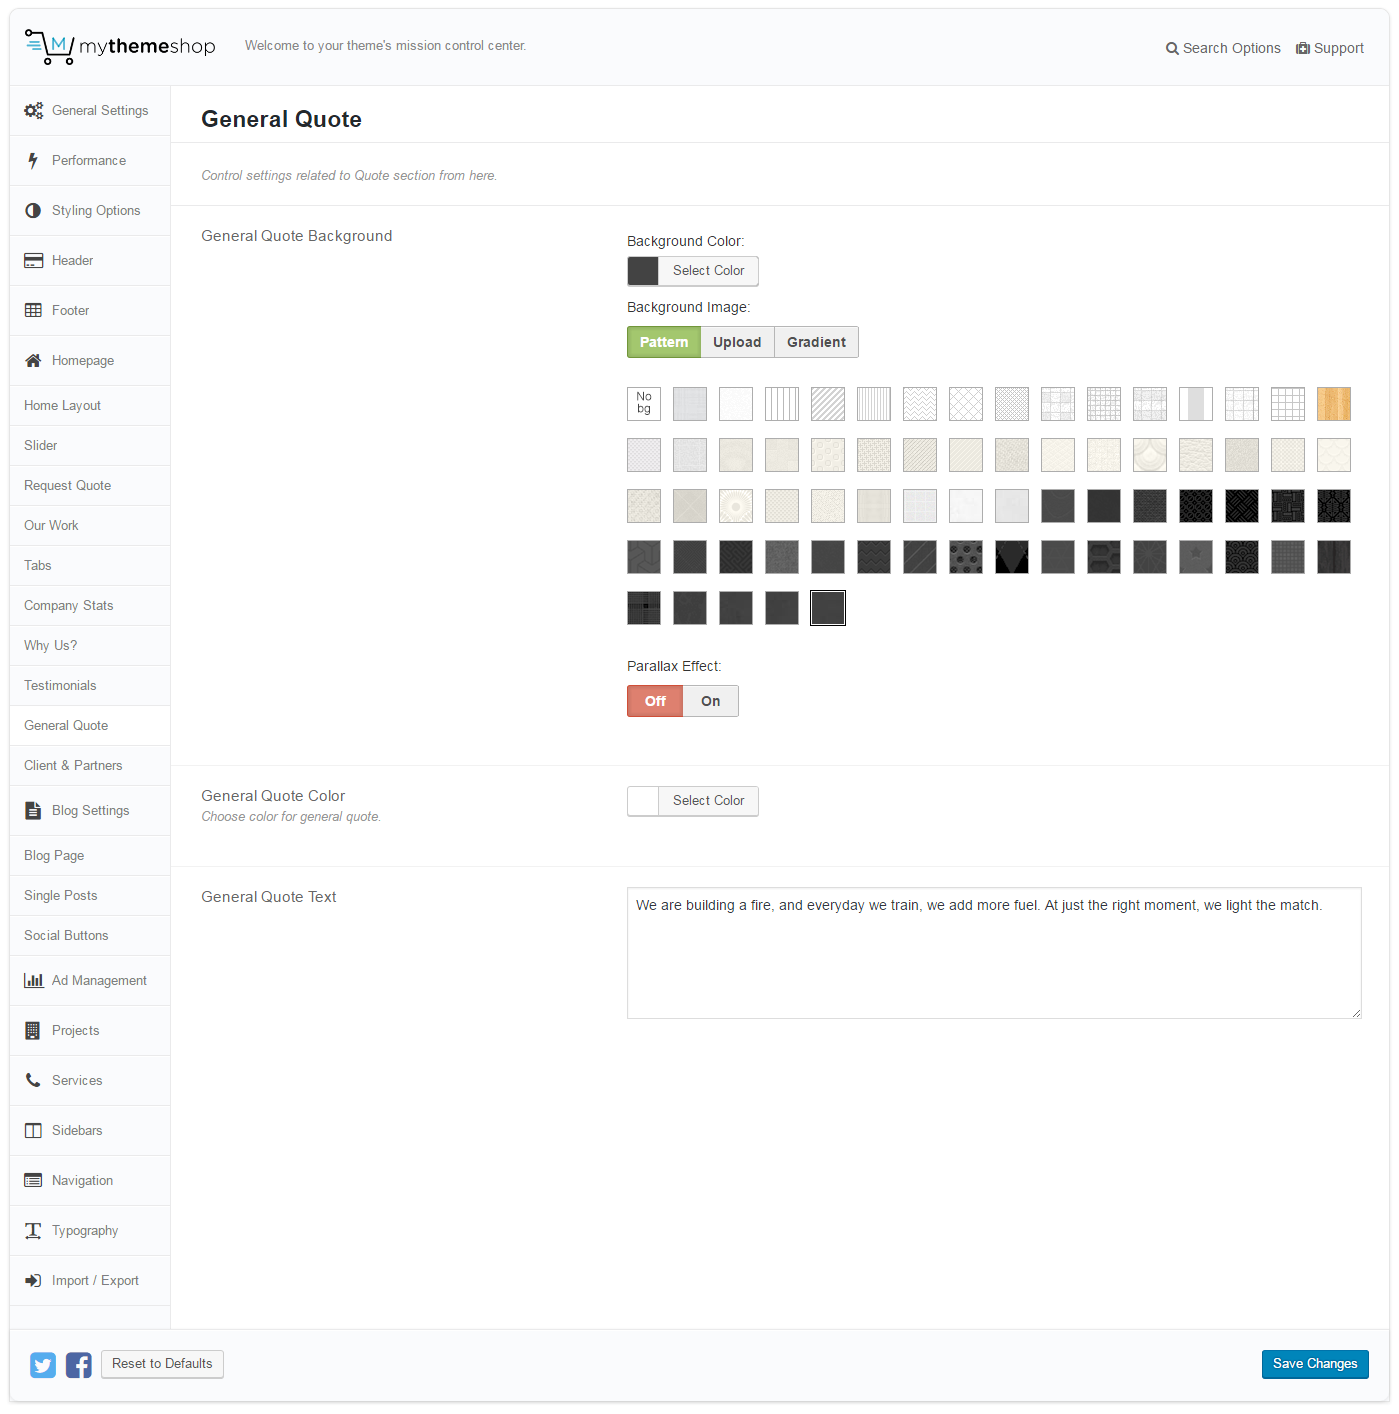 M mythemeshop
Welcome to your theme's mission control center.
Search Options
Support
General Settings
Performance
Styling Options
Header
Footer
Homepage
Home Layout
Slider
Request Quote
Our Work
Tabs
Company Stats
Why Us?
Testimonials
General Quote
Client & Partners
Blog Settings
Blog Page
Single Posts
Social Buttons
Ad Management
Projects
Services
Sidebars
Navigation
Typography
Import / Export
General Quote
Control settings related to Quote section from here.
General Quote Background
Background Color:
Select Color
Background Image:
Pattern Upload Gradient
No
bg
Parallax Effect:
Off On
General Quote Color
Choose color for general quote.
Select Color
General Quote Text
We are building a fire, and everyday we train, we add more fuel. At just the right moment, we light the match.
Reset to Defaults
Save Changes